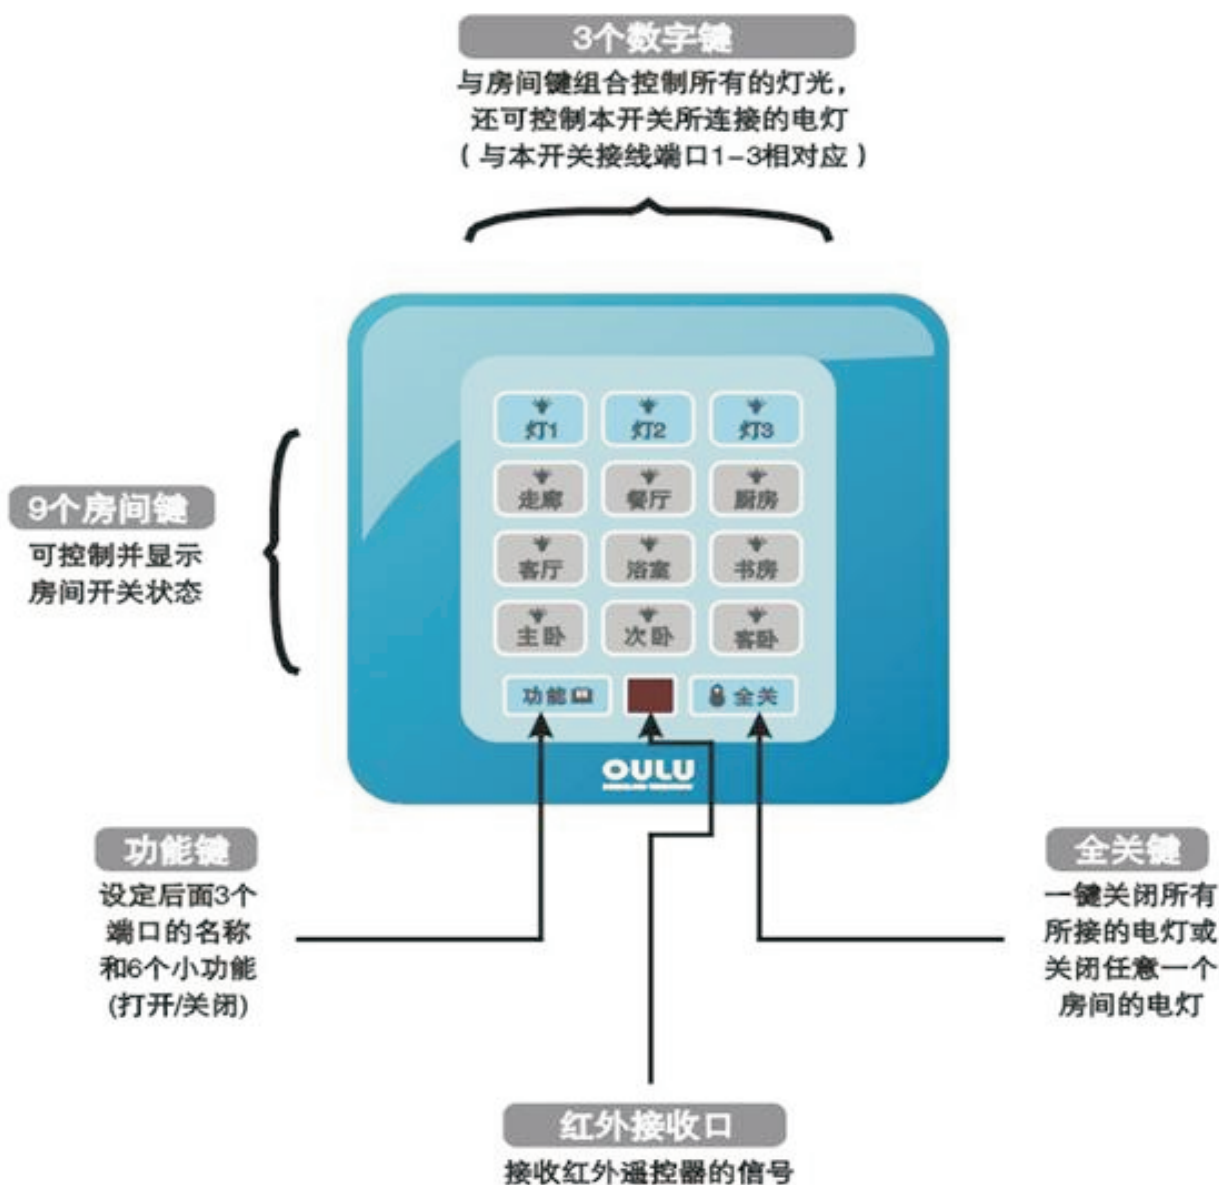 3个数字键
与房间键组合控制所有的灯光，
还可控制本开关所连接的电灯
（与本开关接线端口1-3相对应）
灯1 灯2 灯3
走廊 餐厅 厨房
客厅 浴室 书房
主卧 次卧 客卧
功能 全关
OULU
9个房间键
可控制并显示
房间开关状态
功能键
设定后面3个
端口的名称
和6个小功能
(打开/关闭)
全关键
一键关闭所有
所接的电灯或
关闭任意一个
房间的电灯
红外接收口
接收红外遥控器的信号